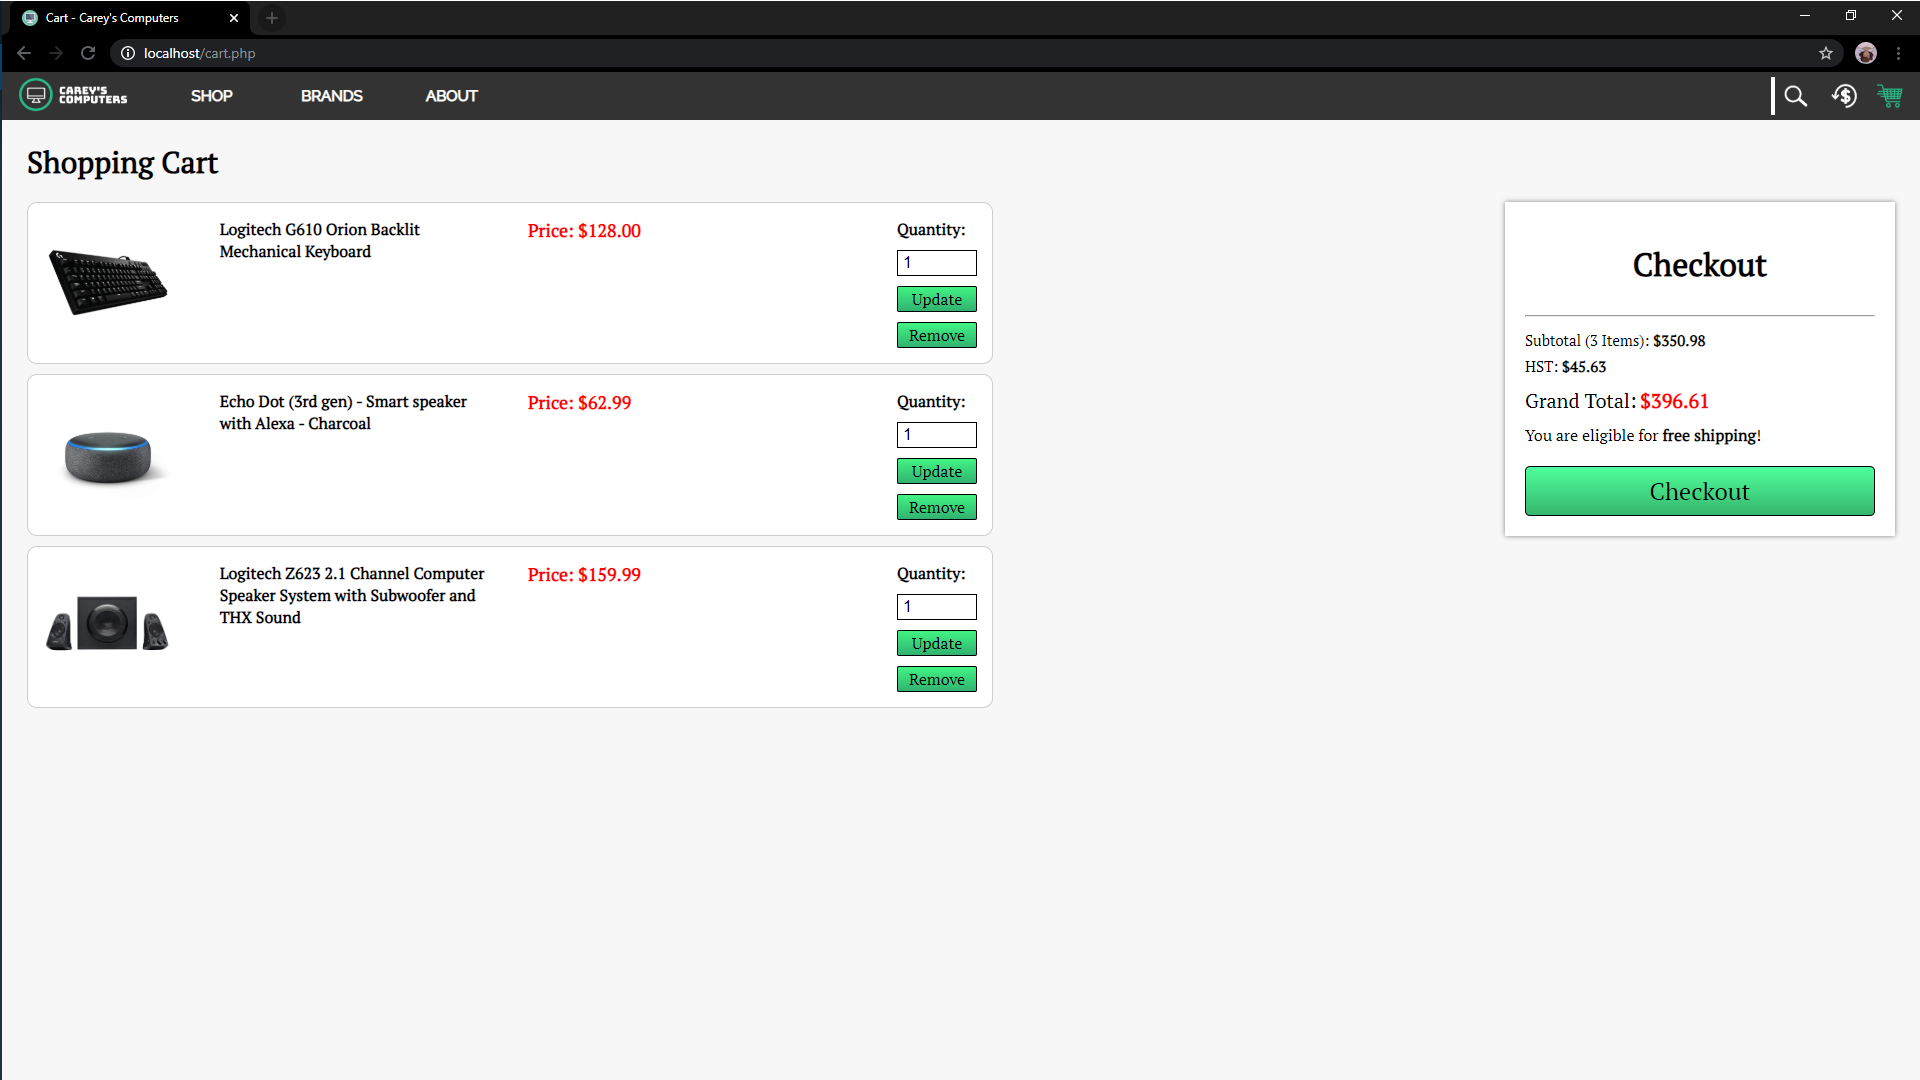 Cart - Carey's Computers
localhost/cart.php
CAREY'S
COMPUTERS
SHOP
BRANDS
ABOUT
Shopping Cart
Logitech G610 Orion Backlit
Mechanical Keyboard
Price: $128.00
Quantity:
1
Update
Remove
Echo Dot (3rd gen) - Smart speaker
with Alexa - Charcoal
Price: $62.99
Quantity:
1
Update
Remove
Logitech Z623 2.1 Channel Computer
Speaker System with Subwoofer and
THX Sound
Price: $159.99
Quantity:
1
Update
Remove
Checkout
Subtotal (3 Items): $350.98
HST: $45.63
Grand Total: $396.61
You are eligible for free shipping!
Checkout